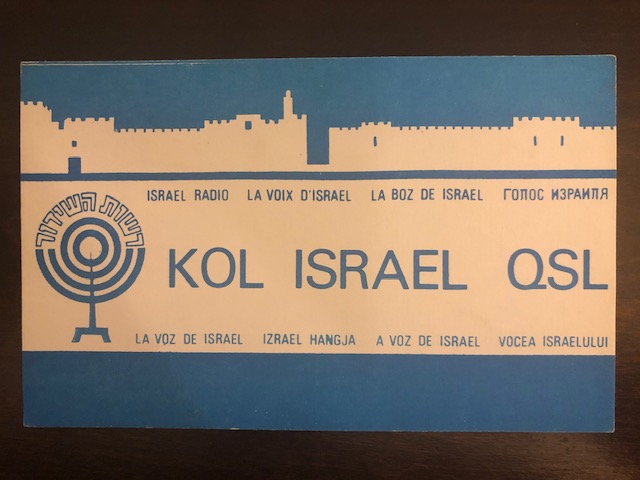 ISRAEL RADIO LA VOIX D'ISRAEL LA BOZ DE ISRAEL ГОЛОС ИЗРАИЛЯ
רשות השידור
KOL ISRAEL QSL
LA VOZ DE ISRAEL IZRAEL HANGJA A VOZ DE ISRAEL VOCEA ISRAELULUI